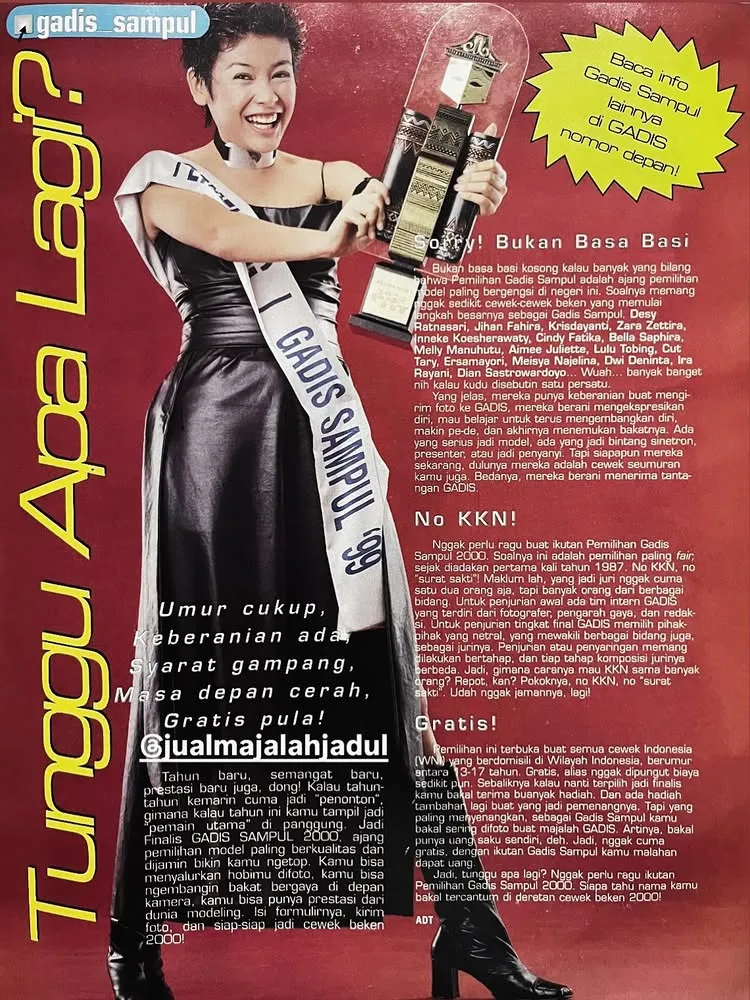 gadis_sampul
Tunggu Apa Lagi?
Baca info
Gadis Sampul
lainnya
di GADIS
nomor depan!
I GADIS SAMPUL '99
Umur cukup,
Keberanian ada,
Syarat gampang,
Masa depan cerah,
Gratis pula!
@jualmajalahjadul
Tahun baru, semangat baru,
prestasi baru juga, dong! Kalau tahun-
tahun kemarin cuma jadi "penonton",
gimana kalau tahun ini kamu tampil jadi
"pemain utama" di panggung. Jadi
Finalis GADIS SAMPUL 2000, ajang
pemilihan model paling berkualitas dan
dijamin bikin kamu ngetop. Kamu bisa
menyalurkan hobimu difoto, kamu bisa
ngembangin bakat bergaya di depan
kamera, kamu bisa punya prestasi dari
dunia modeling. Isi formulirnya, kirim
foto, dan siap-siap jadi cewek beken
2000!
Sorry! Bukan Basa Basi
Bukan basa basi kosong kalau banyak yang bilang
bahwa Pemilihan Gadis Sampul adalah ajang pemilihan
model paling bergengsi di negeri ini. Soalnya memang
nggak sedikit cewek-cewek beken yang memulai
langkah besarnya sebagai Gadis Sampul. Desy
Ratnasari, Jihan Fahira, Krisdayanti, Zara Zettira,
Inneke Koesherawaty, Cindy Fatika, Bella Saphira,
Melly Manuhutu, Aimee Juliette, Lulu Tobing, Cut
Tary, Ersamayori, Meisya Najelina, Dwi Deninta, Ira
Rayani, Dian Sastrowardoyo... Wuah... banyak banget
nih kalau kudu disebutin satu persatu.
Yang jelas, mereka punya keberanian buat mengi-
rim foto ke GADIS, mereka berani mengekspresikan
diri, mau belajar untuk terus mengembangkan diri,
makin pe-de, dan akhirnya menemukan bakatnya. Ada
yang serius jadi model, ada yang jadi bintang sinetron,
presenter, atau jadi penyanyi. Tapi siapapun mereka
sekarang, dulunya mereka adalah cewek seumuran
kamu juga. Bedanya, mereka berani menerima tanta-
ngan GADIS.
No KKN!
Nggak perlu ragu buat ikutan Pemilihan Gadis
Sampul 2000. Soalnya ini adalah pemilihan paling fair,
sejak diadakan pertama kali tahun 1987. No KKN, no
"surat sakti"! Maklum lah, yang jadi juri nggak cuma
satu dua orang aja, tapi banyak orang dari berbagai
bidang. Untuk penjurian awal ada tim intern GADIS
yang terdiri dari fotografer, pengarah gaya, dan redak-
si. Untuk penjurian tingkat final GADIS memilih pihak-
pihak yang netral, yang mewakili berbagai bidang juga,
sebagai jurinya. Penjurian atau penyaringan memang
dilakukan bertahap, dan tiap tahap komposisi jurinya
berbeda. Jadi, gimana caranya mau KKN sama banyak
orang? Repot, kan? Pokoknya, no KKN, no "surat
sakti". Udah nggak jamannya, lagi!
Gratis!
Pemilihan ini terbuka buat semua cewek Indonesia
(WNI) yang berdomisili di Wilayah Indonesia, berumur
antara 13-17 tahun. Gratis, alias nggak dipungut biaya
sedikit pun. Sebaliknya kalau nanti terpilih jadi finalis
kamu bakal terima buanyak hadiah. Dan ada hadiah
tambahan lagi buat yang jadi pemenangnya. Tapi yang
paling menyenangkan, sebagai Gadis Sampul kamu
bakal sering difoto buat majalah GADIS. Artinya, bakal
punya uang saku sendiri, deh. Jadi, nggak cuma
gratis, dengan ikutan Gadis Sampul kamu malahan
dapat uang.
Jadi, tunggu apa lagi? Nggak perlu ragu ikutan
Pemilihan Gadis Sampul 2000. Siapa tahu nama kamu
bakal tercantum di deretan cewek beken 2000!
ADT